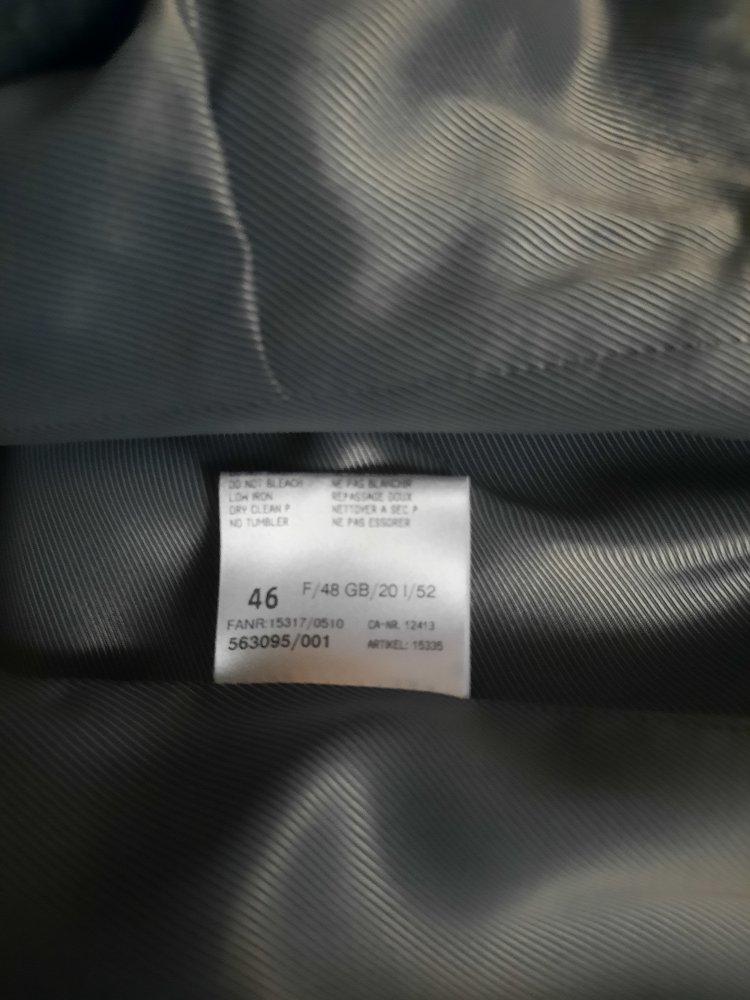 DO NOT BLEACH NE PAS BLANCHIR
LOW IRON REPASSAGE DOUX
DRY CLEAN P NETTOYER A SEC P
NO TUMBLER NE PAS ESSORER
46 F/48 GB/20 I/52
FANR:15317/0510 CA-NR. 12413
563095/001 ARTIKEL: 15335